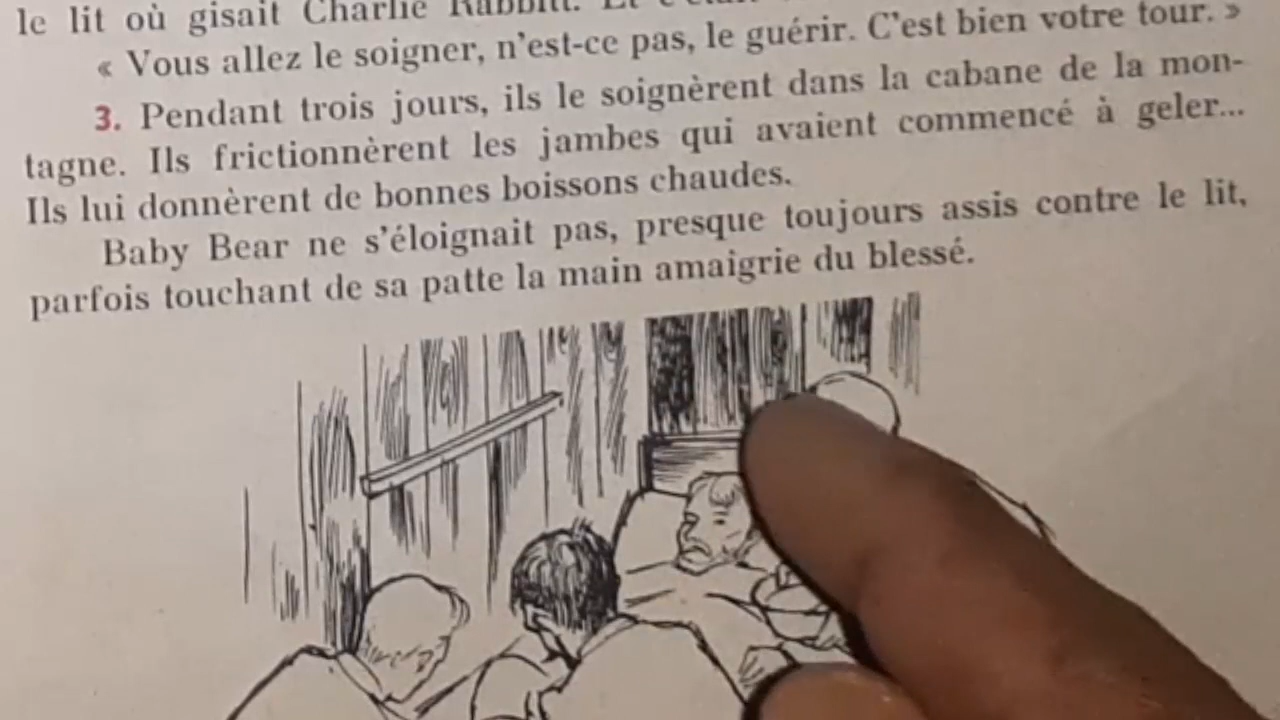 le lit où gisait Charlie Rabbitt.
« Vous allez le soigner, n'est-ce pas, le guérir. C'est bien votre tour. »
3. Pendant trois jours, ils le soignèrent dans la cabane de la mon-
tagne. Ils frictionnèrent les jambes qui avaient commencé à geler...
Ils lui donnèrent de bonnes boissons chaudes.
Baby Bear ne s'éloignait pas, presque toujours assis contre le lit,
parfois touchant de sa patte la main amaigrie du blessé.